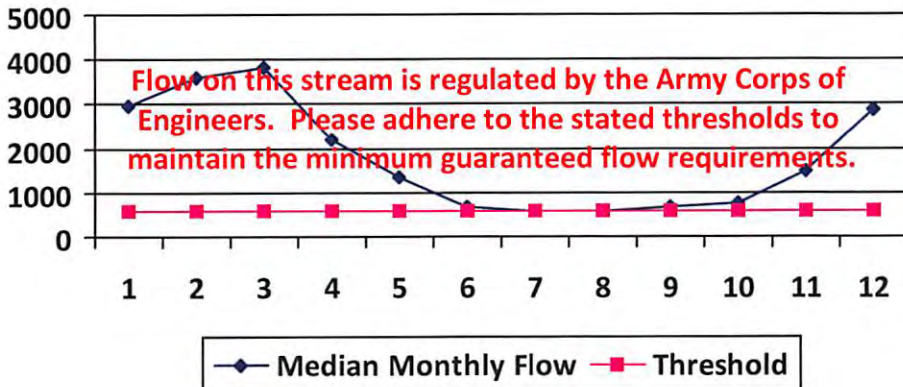 5000
4000
3000
2000
1000
0
Flow on this stream is regulated by the Army Corps of
Engineers. Please adhere to the stated thresholds to
maintain the minimum guaranteed flow requirements.
1 2 3 4 5 6 7 8 9 10 11 12
Median Monthly Flow Threshold